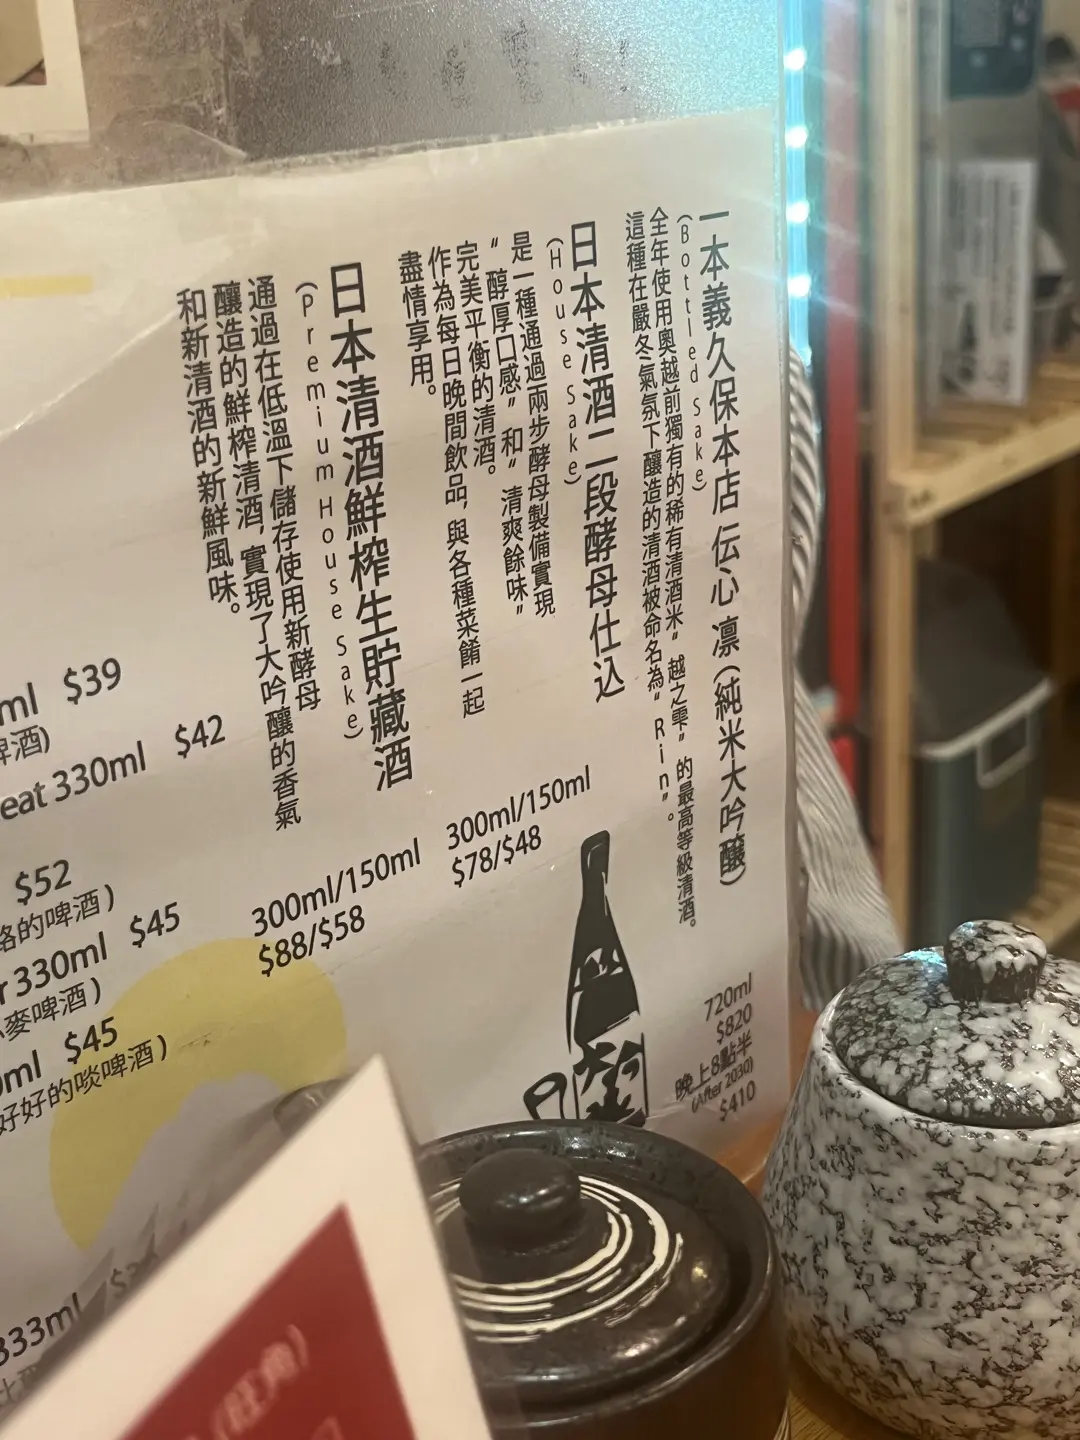 一本義久保本店 伝心 凛（純米大吟釀）
(Bottled Sake)
全年使用奧越前獨有的稀有清酒米“越之雫”的最高等級清酒。
這種在嚴冬氣氛下釀造的清酒被命名為“Rin”。
720ml
$820
晚上8點半
(After 2030)
$410
日本清酒二段酵母仕込
(House Sake)
是一種通過兩步酵母製備實現
“醇厚口感”和“清爽餘味”
完美平衡的清酒。
作為每日晚間飲品，與各種菜餚一起
盡情享用。
300ml/150ml
$78/$48
日本清酒鮮榨生貯藏酒
(Premium House Sake)
通過在低溫下儲存使用新酵母
釀造的鮮榨清酒，實現了大吟釀的香氣
和新清酒的新鮮風味。
300ml/150ml
$88/$58
ml $39
啤酒)
eat 330ml $42
$52
格的啤酒)
r 330ml $45
麥啤酒)
0ml $45
好好的啖啤酒)
333ml
(旺角)